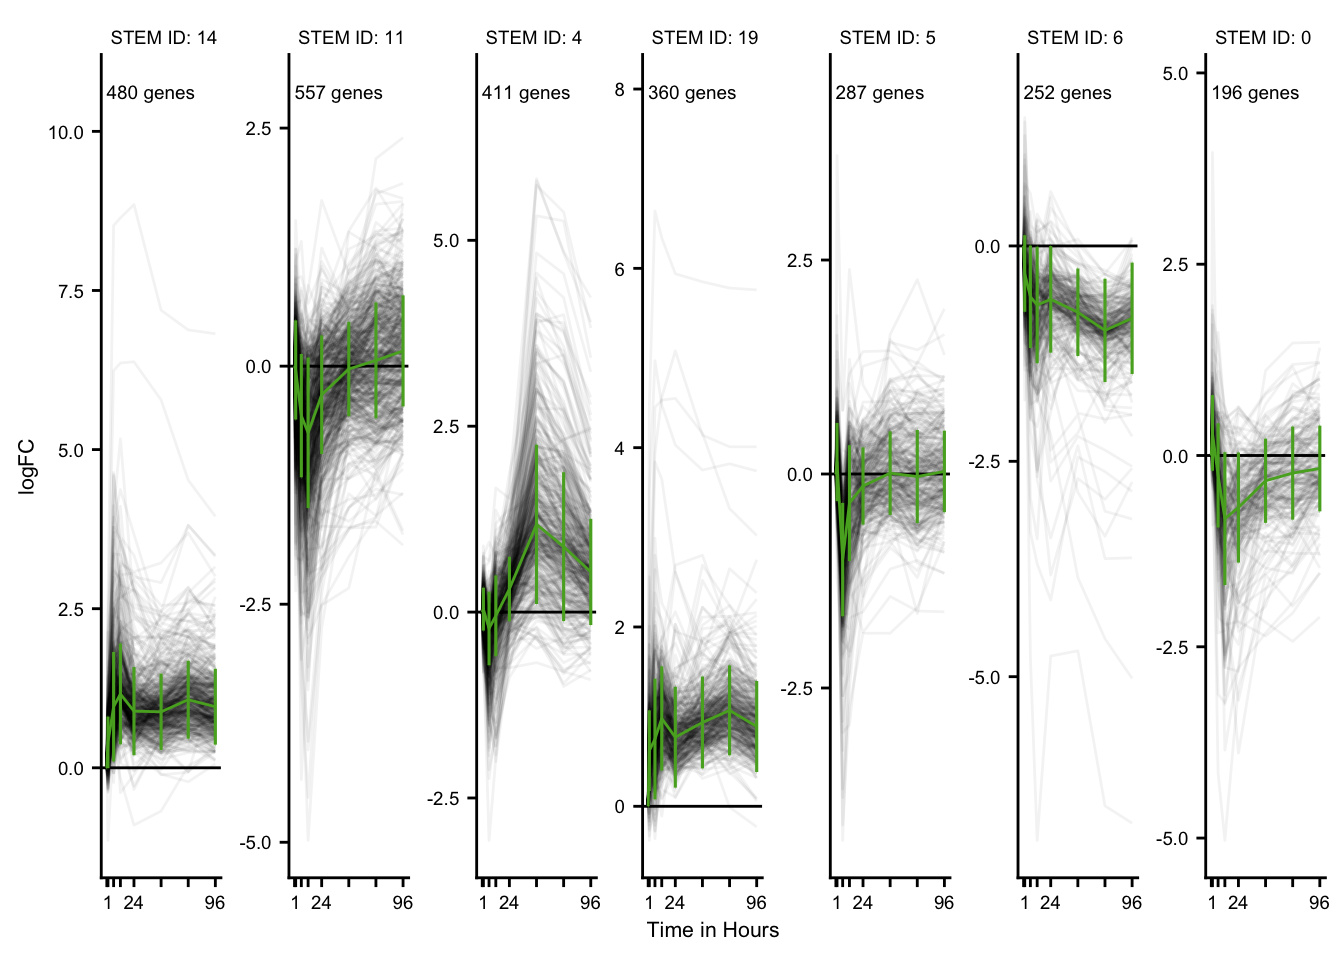 STEM ID: 14
STEM ID: 11
STEM ID: 4
STEM ID: 19
STEM ID: 5
STEM ID: 6
STEM ID: 0
480 genes
557 genes
411 genes
360 genes
287 genes
252 genes
196 genes
logFC
10.0
7.5
5.0
2.5
0.0
2.5
0.0
-2.5
-5.0
5.0
2.5
0.0
-2.5
8
6
4
2
0
2.5
0.0
-2.5
0.0
-2.5
-5.0
5.0
2.5
0.0
-2.5
-5.0
1 24 96
1 24 96
1 24 96
1 24 96
1 24 96
1 24 96
1 24 96
Time in Hours